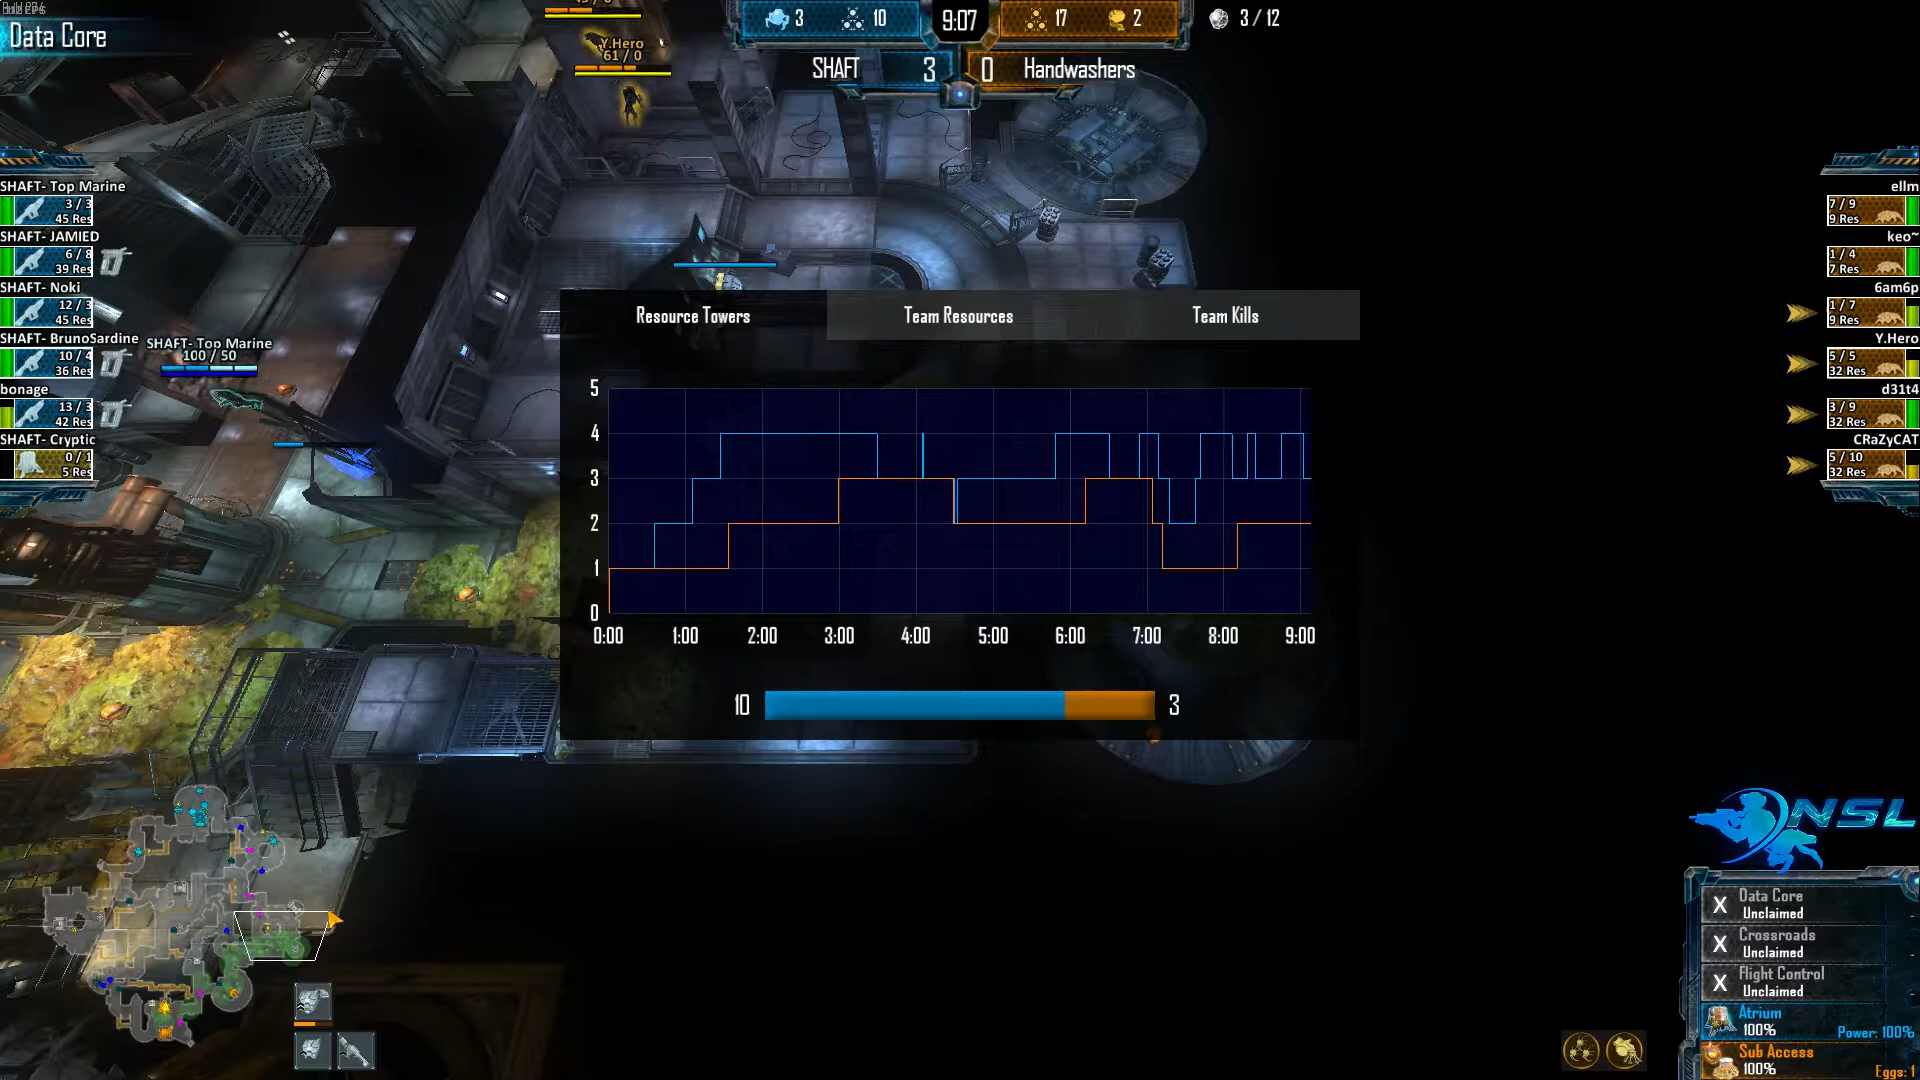 Data Core
Y.Hero
61 / 0
3
10
9:07
17
2
3 / 12
SHAFT
3
0
Handwashers
SHAFT- Top Marine
3 / 3
45 Res
SHAFT- JAMIED
6 / 8
39 Res
SHAFT- Noki
12 / 3
45 Res
SHAFT- BrunoSardine
10 / 4
36 Res
bonage
13 / 3
42 Res
SHAFT- Cryptic
0 / 1
5 Res
SHAFT- Top Marine
100 / 50
Resource Towers
Team Resources
Team Kills
5
4
3
2
1
0
0:00
1:00
2:00
3:00
4:00
5:00
6:00
7:00
8:00
9:00
10
3
ellm
7 / 9
9 Res
keo~
1 / 4
7 Res
6am6p
1 / 7
9 Res
Y.Hero
5 / 5
32 Res
d31t4
3 / 9
32 Res
CRaZyCAT
5 / 10
32 Res
NSL
X Data Core
Unclaimed
X Crossroads
Unclaimed
X Flight Control
Unclaimed
Atrium
100% Power: 100%
Sub Access
100% Eggs: 1